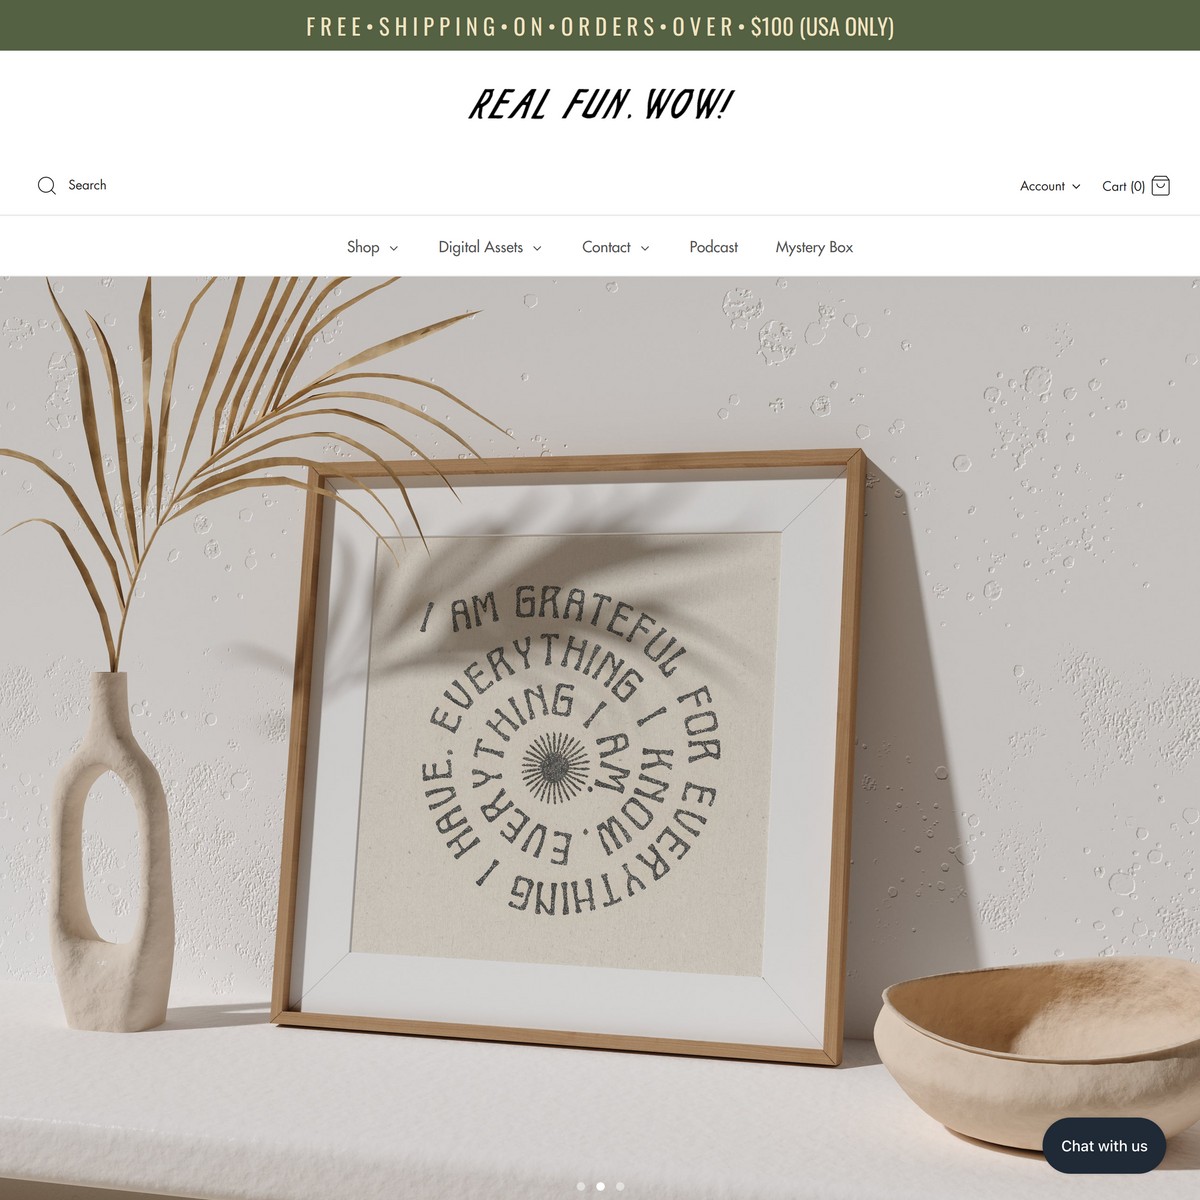 FREE•SHIPPING•ON•ORDERS•OVER•$100 (USA ONLY)
REAL FUN, WOW!
Search
Account
Cart (0)
Shop
Digital Assets
Contact
Podcast
Mystery Box
I AM GRATEFUL FOR EVERYTHING I HAVE. EVERYTHING I KNOW. EVERYTHING I AM.
Chat with us